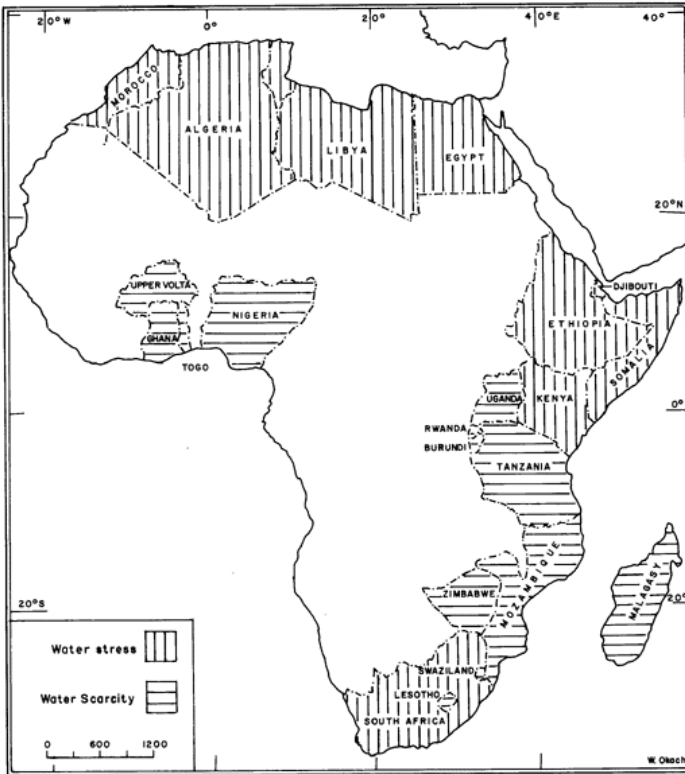 20°W 0° 20°E 40°E
MOROCCO
ALGERIA
LIBYA
EGYPT
20°N
DJIBOUTI
UPPER VOLTA
NIGERIA
ETHIOPIA
GHANA
SOMALIA
TOGO
UGANDA
KENYA
0°
RWANDA
BURUNDI
TANZANIA
MOZAMBIQUE
MALAGASY
ZIMBABWE
20°S
20°
Water stress
SWAZILAND
Water Scarcity
LESOTHO
SOUTH AFRICA
0 600 1200
W. Okoch